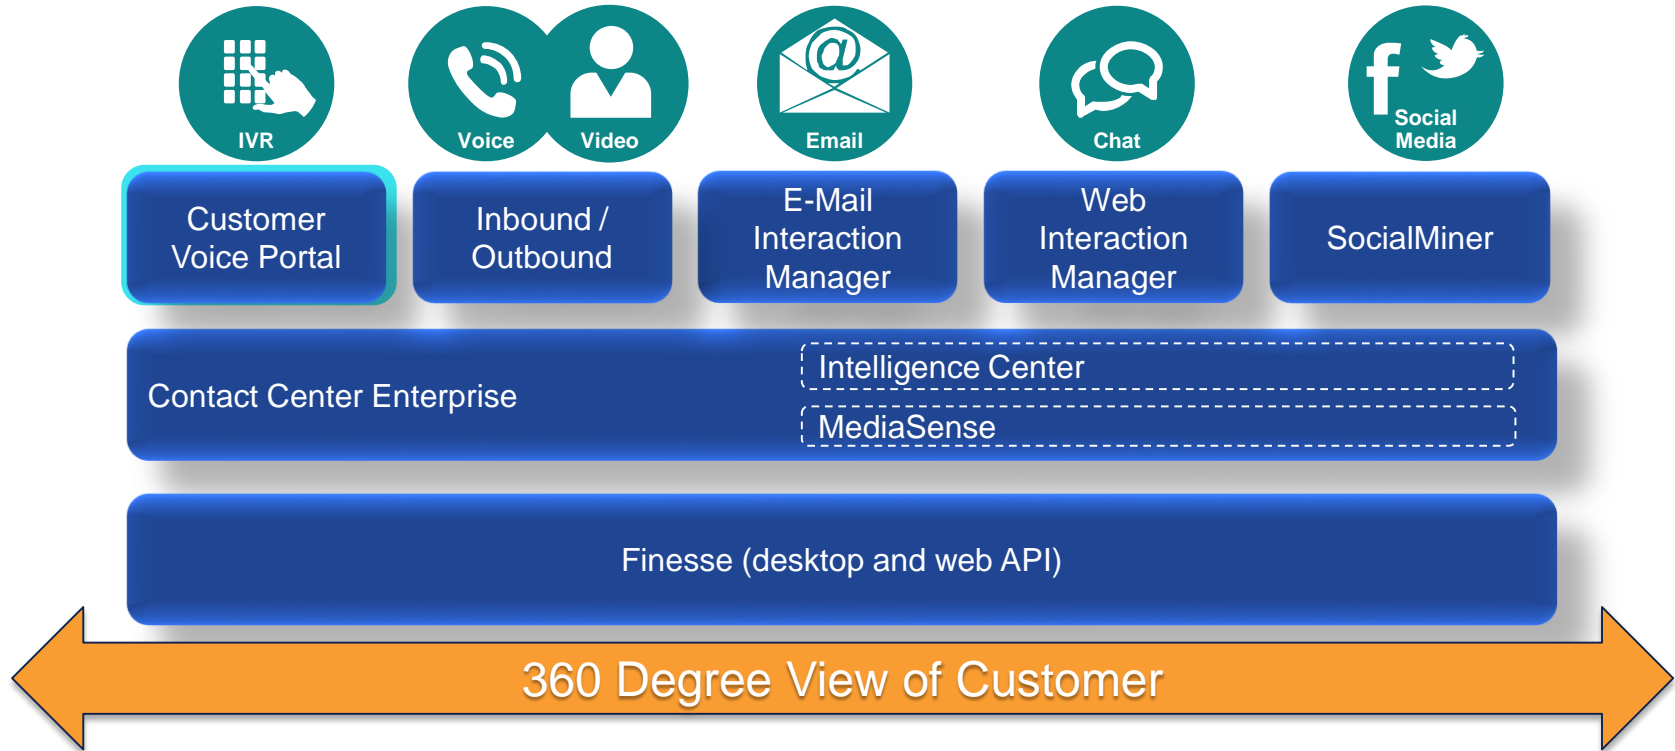 IVR
Voice
Video
Email
Chat
Social
Media
Customer
Voice Portal
Inbound /
Outbound
E-Mail
Interaction
Manager
Web
Interaction
Manager
SocialMiner
Contact Center Enterprise
Intelligence Center
MediaSense
Finesse (desktop and web API)
360 Degree View of Customer